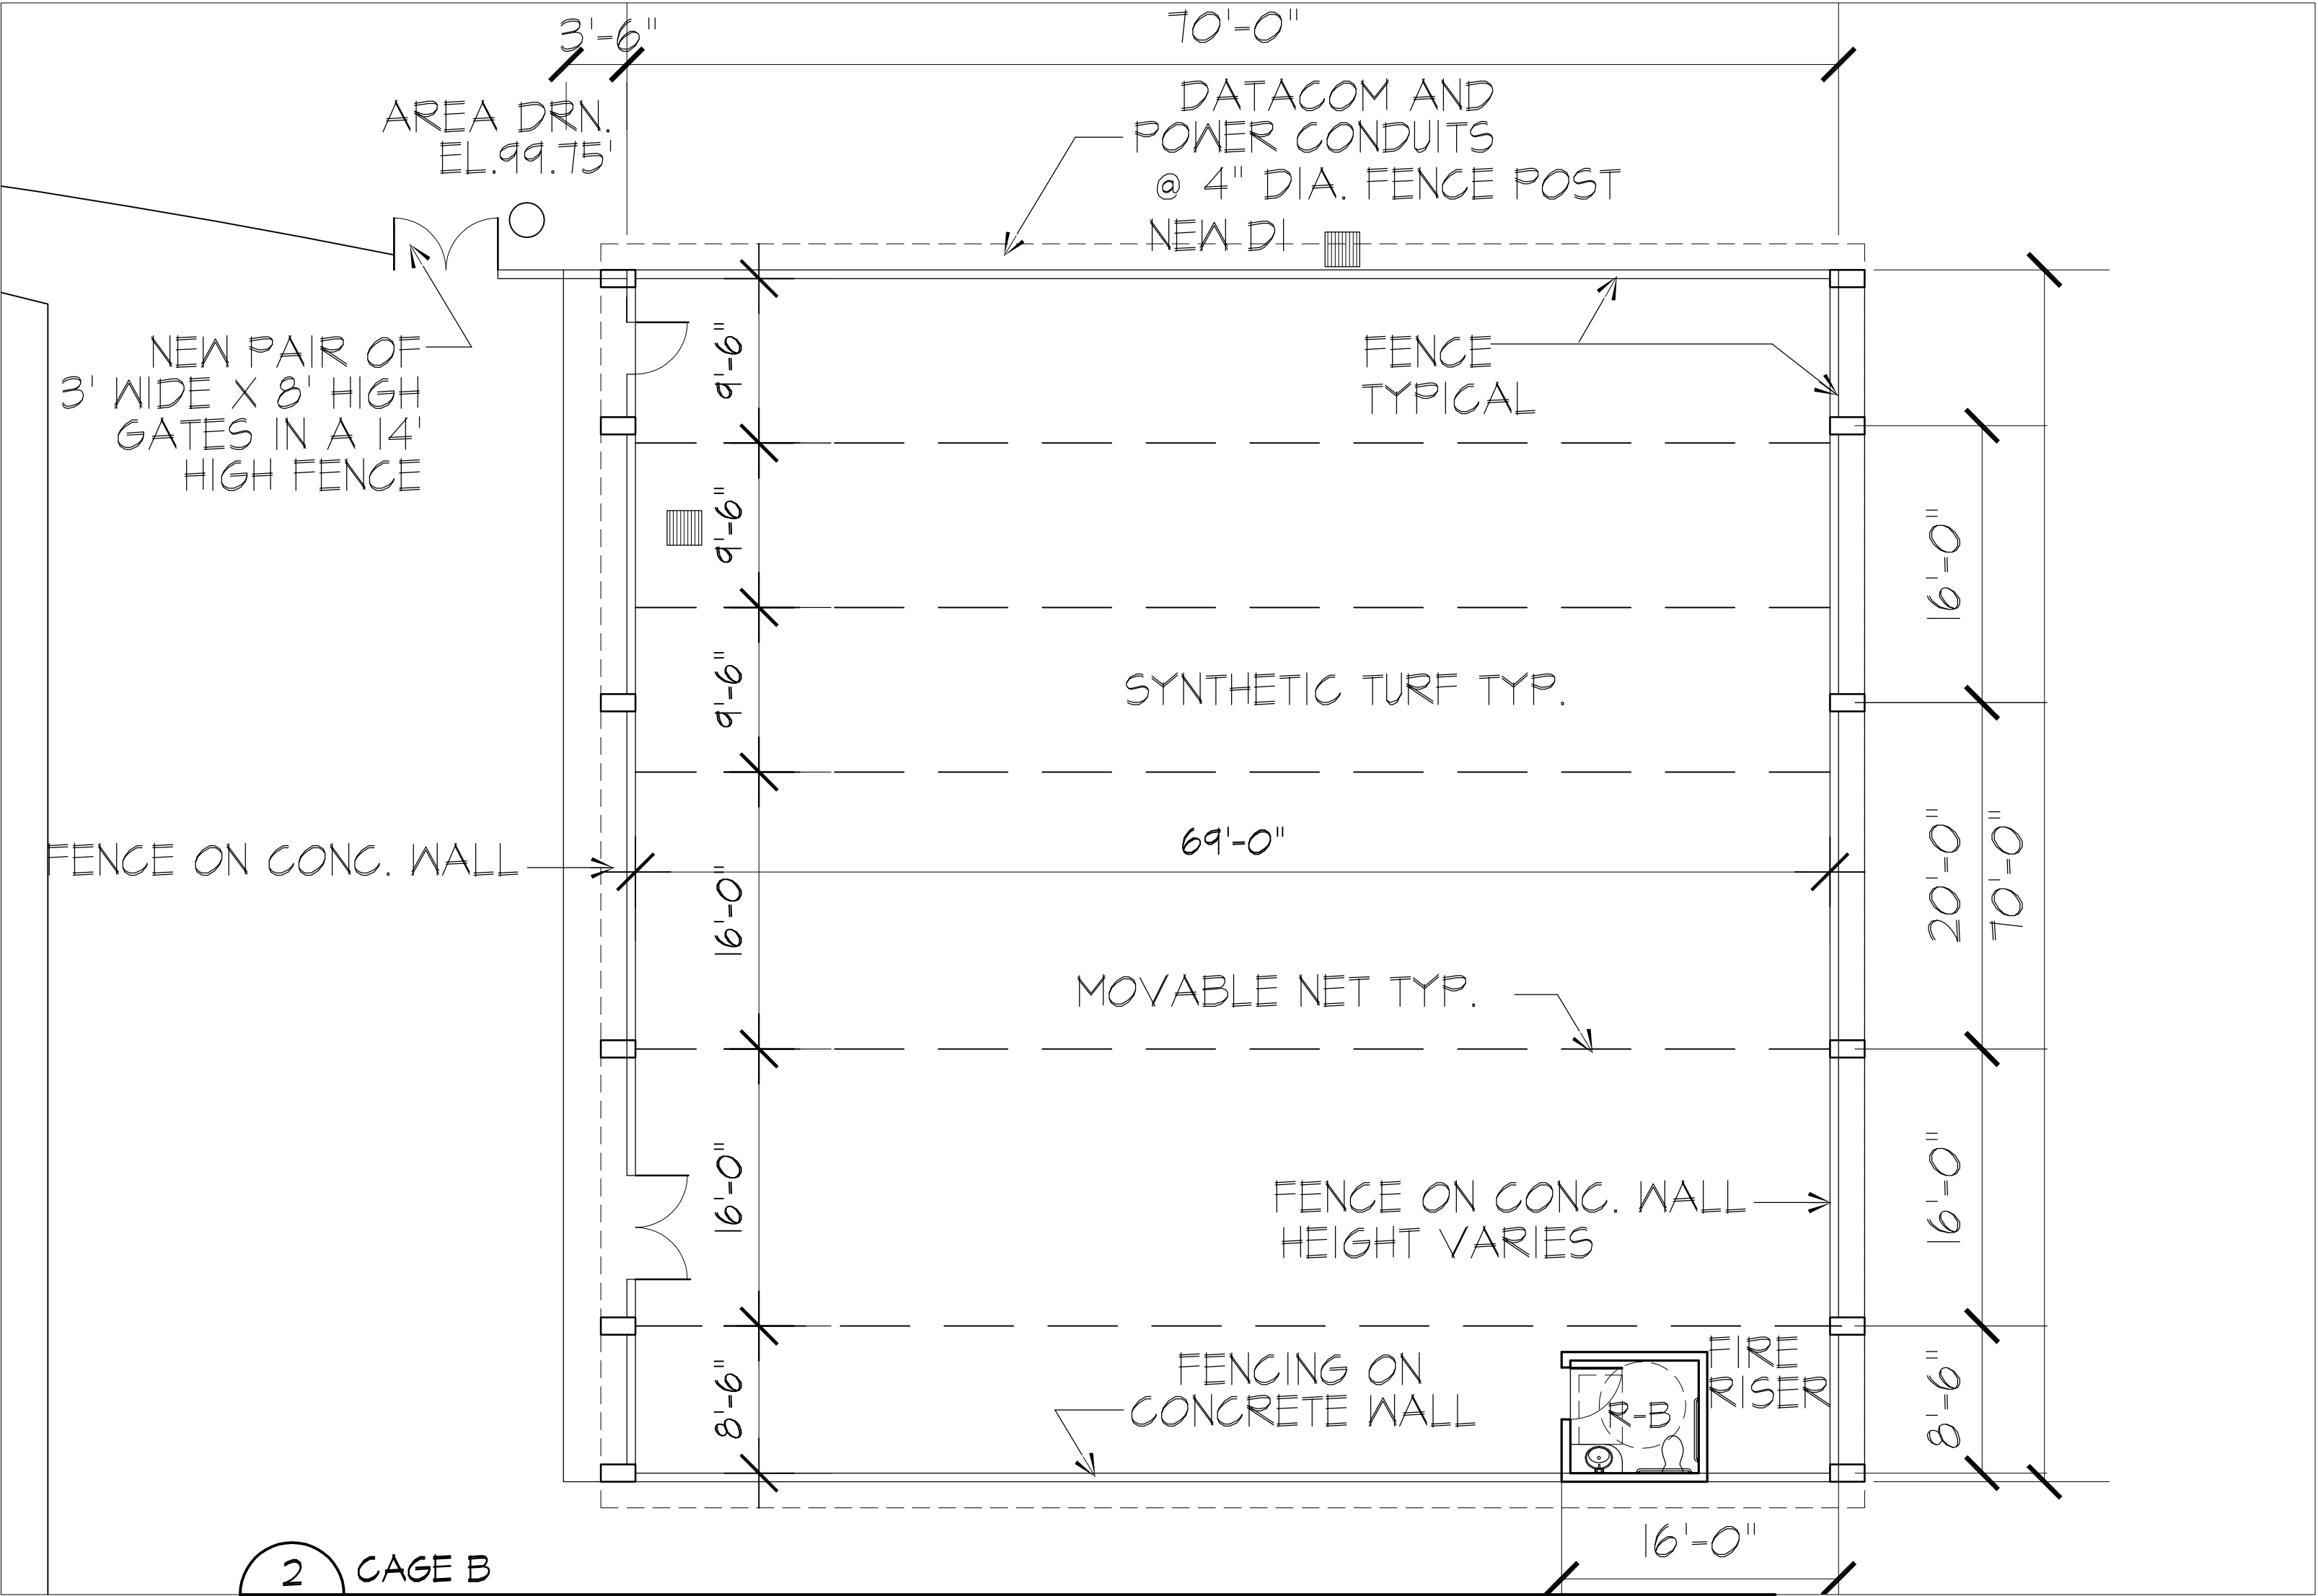 3'-6"
70'-0"
AREA DRN.
EL.99.75'
DATACOM AND
POWER CONDUITS
@ 4" DIA. FENCE POST
NEW DI
NEW PAIR OF
3' WIDE X 8' HIGH
GATES IN A 14'
HIGH FENCE
9'-6"
FENCE
TYPICAL
9'-6"
16'-0"
9'-6"
SYNTHETIC TURF TYP.
FENCE ON CONC. WALL
69'-0"
16'-0"
20'-0"
70'-0"
MOVABLE NET TYP.
16'-0"
FENCE ON CONC. WALL
HEIGHT VARIES
16'-0"
8'-6"
FENCING ON
CONCRETE WALL
R-B
FIRE
RISER
8'-6"
16'-0"
2 CAGE B